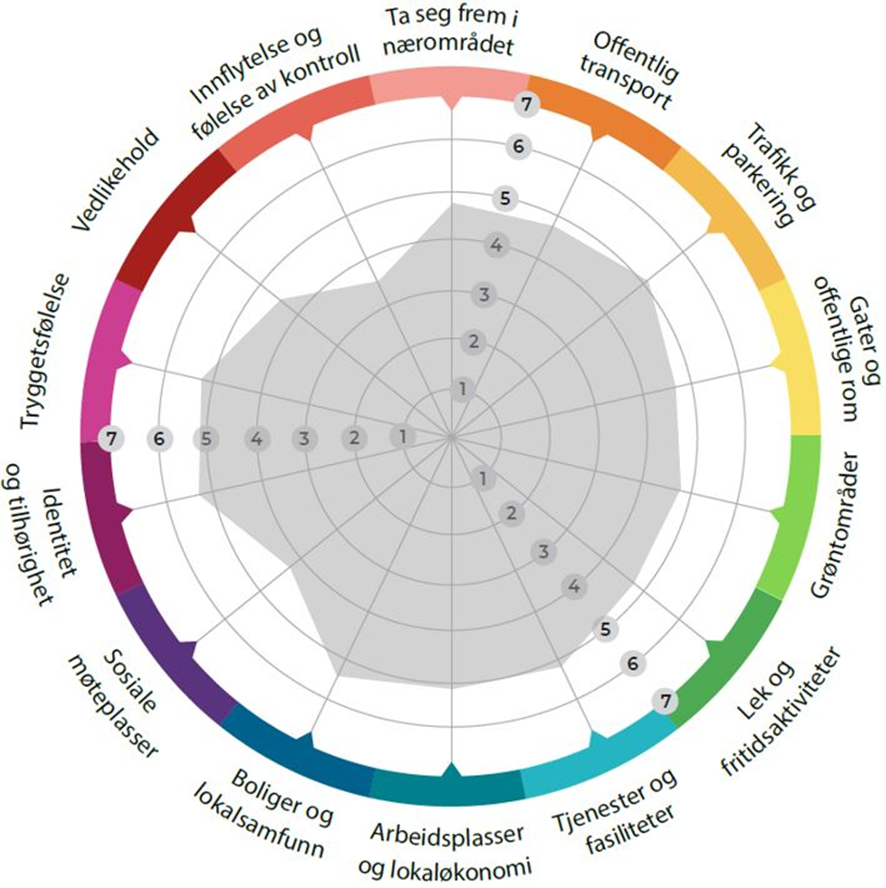 Ta seg frem i
nærområdet
Offentlig
transport
Trafikk og
parkering
Gater og
offentlige rom
Grøntområder
Lek og
fritidsaktiviteter
Tjenester og
fasiliteter
Arbeidsplasser
og lokaløkonomi
Boliger og
lokalsamfunn
Sosiale
møteplasser
Identitet
og tilhørighet
Tryggetsfølelse
Vedlikehold
Innflytelse og
følelse av kontroll
7
6
5
4
3
2
1
7 6 5 4 3 2 1
1
2
3
4
5
6
7